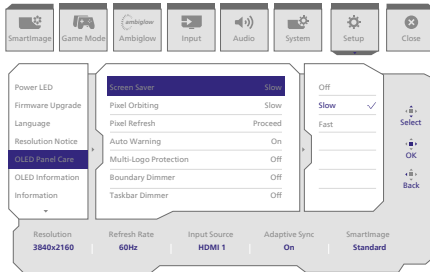 SmartImage Game Mode Ambiglow Input Audio System Setup Close
ambiglow
Power LED
Firmware Upgrade
Language
Resolution Notice
OLED Panel Care
OLED Information
Information
Screen Saver Slow
Pixel Orbiting Slow
Pixel Refresh Proceed
Auto Warning On
Multi-Logo Protection Off
Boundary Dimmer Off
Taskbar Dimmer Off
Off
Slow
Fast
Select
OK
Back
Resolution Refresh Rate Input Source Adaptive Sync SmartImage
3840x2160 60Hz HDMI 1 On Standard